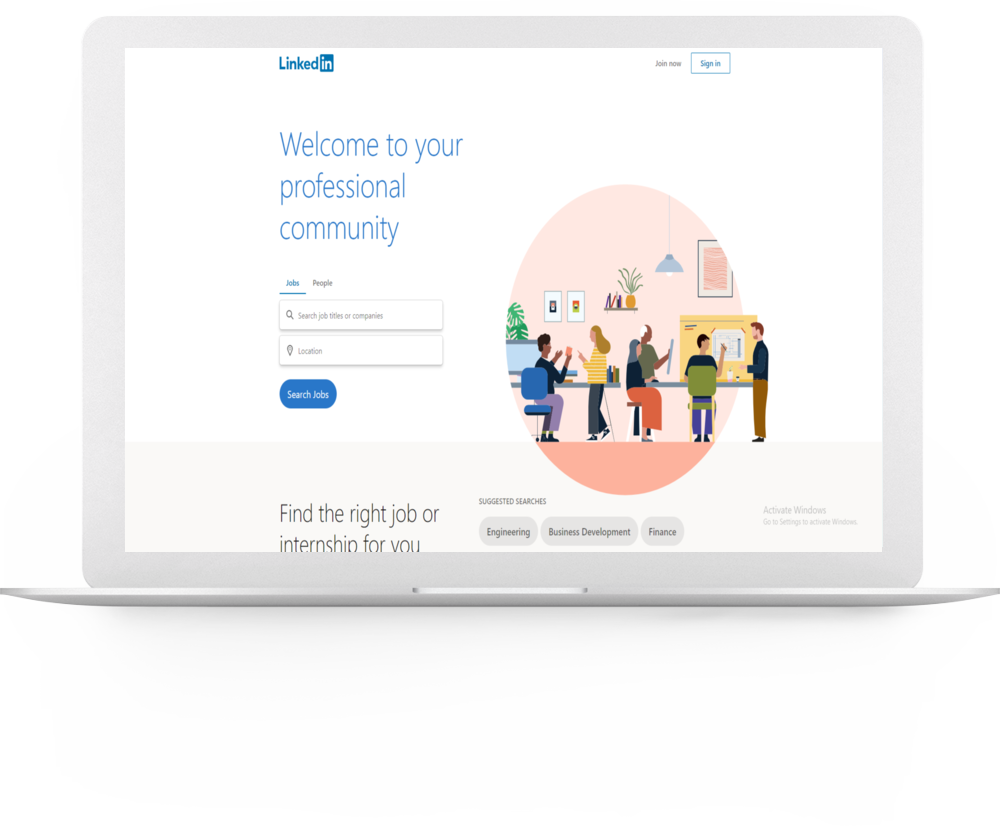 Linked in
Join now
Sign in
Welcome to your
professional
community
Jobs
People
Search job titles or companies
Location
Search Jobs
Find the right job or
internship for you
SUGGESTED SEARCHES
Engineering
Business Development
Finance
Activate Windows
Go to Settings to activate Windows.